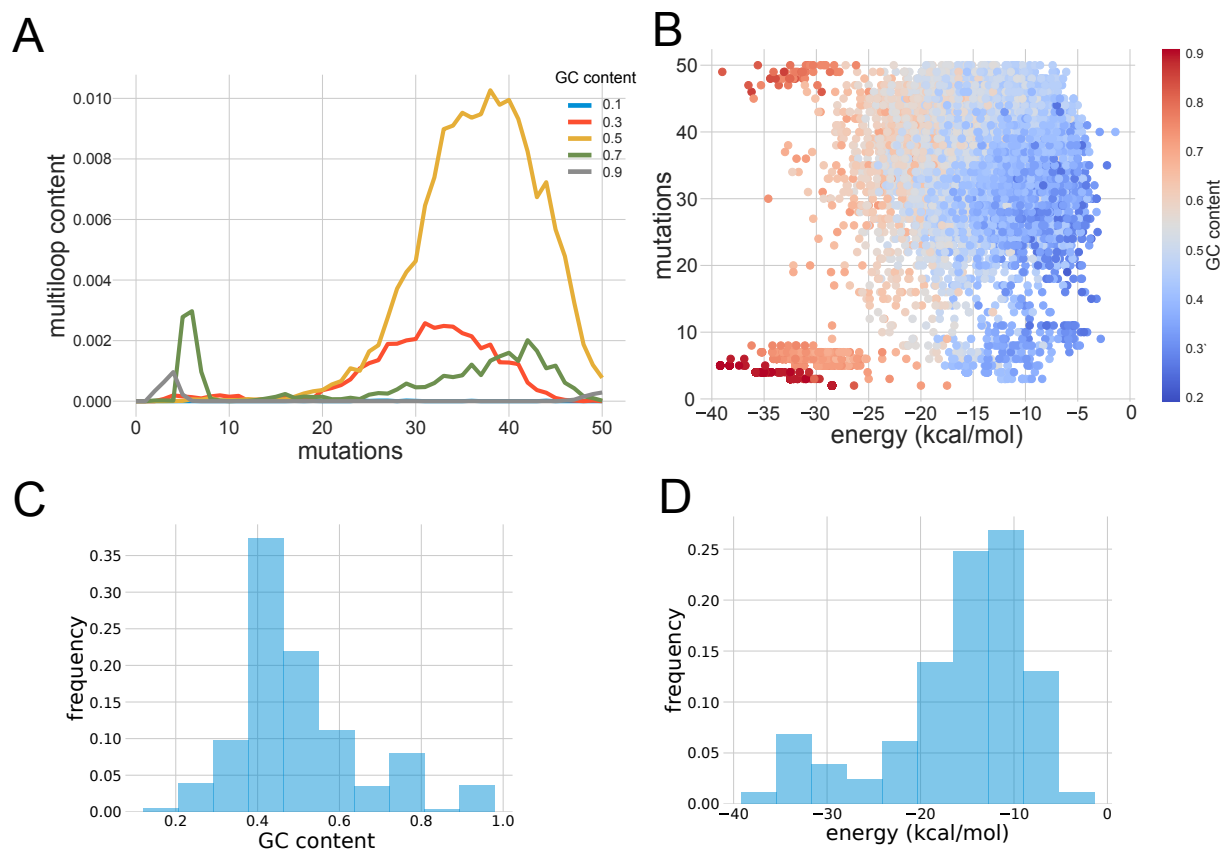 A
GC content
0.1
0.3
0.5
0.7
0.9
0.010
0.008
0.006
0.004
0.002
0.000
multiloop content
0 10 20 30 40 50
mutations
B
50
40
30
20
10
0
mutations
−40 −35 −30 −25 −20 −15 −10 −5 0
energy (kcal/mol)
0.9
0.8
0.7
0.6
0.5
0.4
0.3`
0.2
GC content
C
0.35
0.30
0.25
0.20
0.15
0.10
0.05
0.00
frequency
0.2 0.4 0.6 0.8 1.0
GC content
D
0.25
0.20
0.15
0.10
0.05
0.00
frequency
−40 −30 −20 −10 0
energy (kcal/mol)